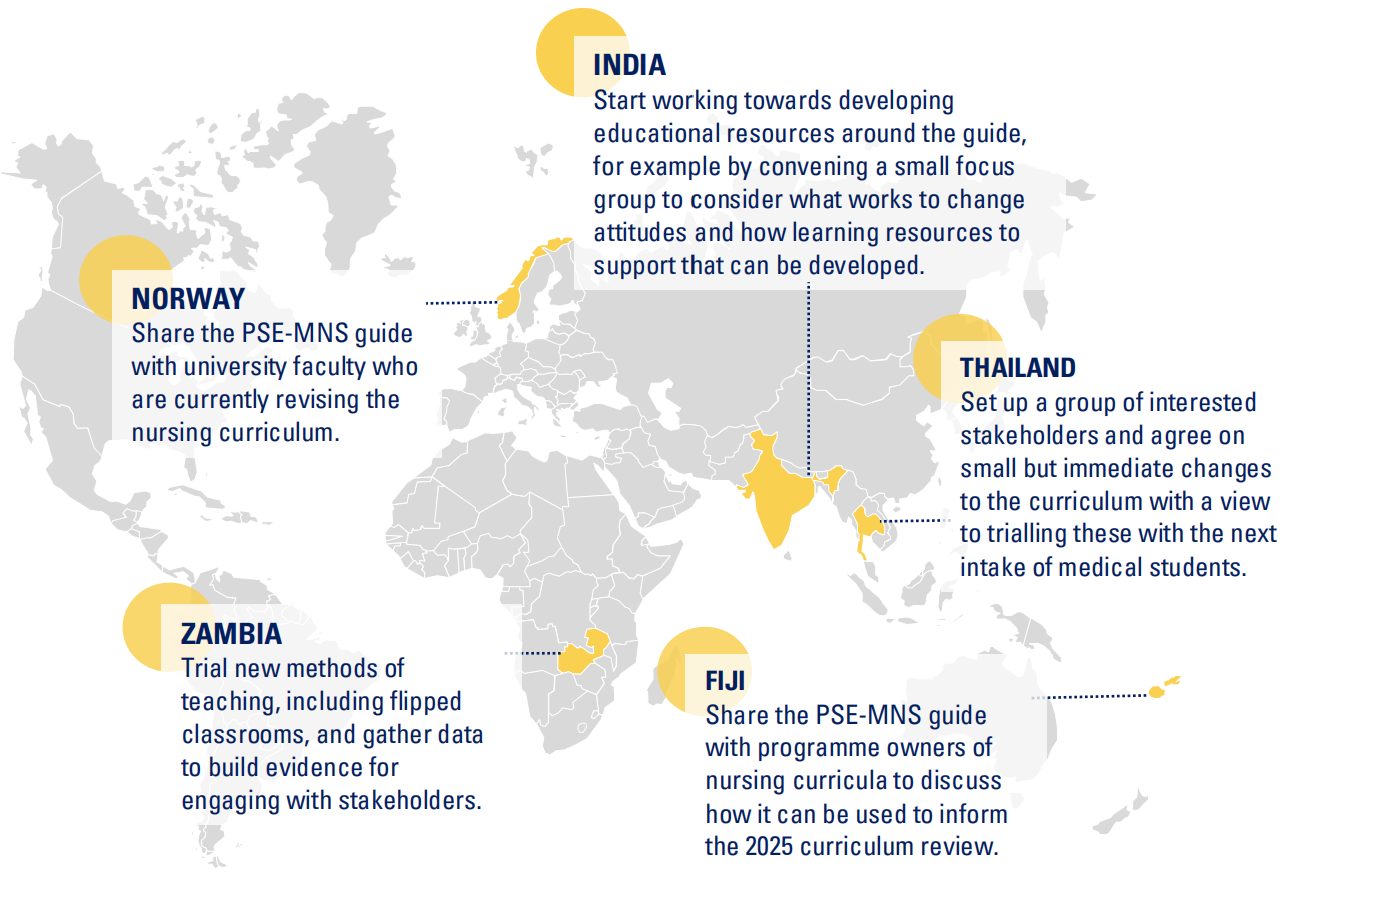 INDIA
Start working towards developing
educational resources around the guide,
for example by convening a small focus
group to consider what works to change
attitudes and how learning resources to
support that can be developed.
NORWAY
Share the PSE-MNS guide
with university faculty who
are currently revising the
nursing curriculum.
THAILAND
Set up a group of interested
stakeholders and agree on
small but immediate changes
to the curriculum with a view
to trialling these with the next
intake of medical students.
ZAMBIA
Trial new methods of
teaching, including flipped
classrooms, and gather data
to build evidence for
engaging with stakeholders.
FIJI
Share the PSE-MNS guide
with programme owners of
nursing curricula to discuss
how it can be used to inform
the 2025 curriculum review.